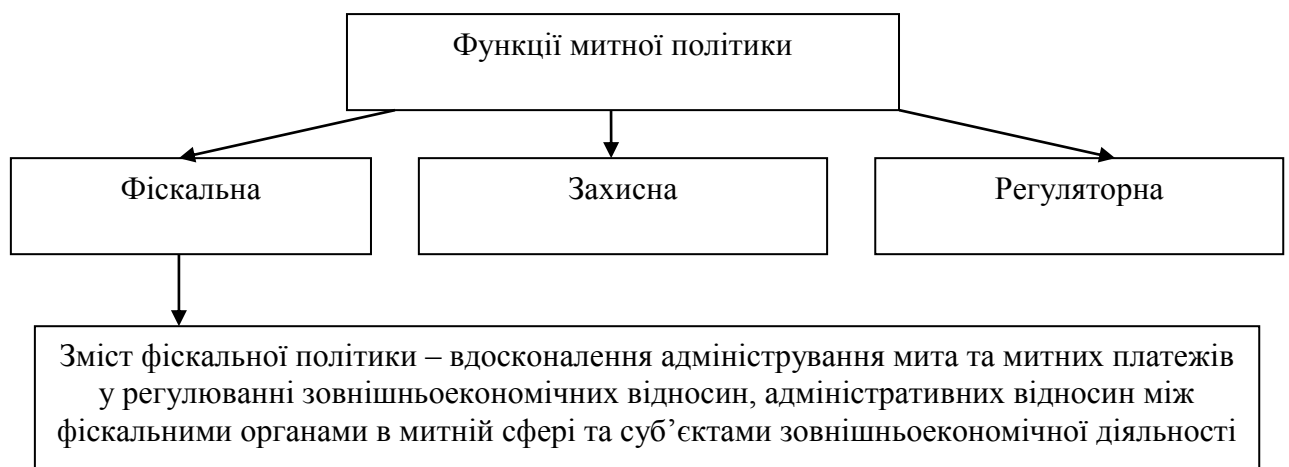 Функції митної політики
Фіскальна
Захисна
Регуляторна
Зміст фіскальної політики – вдосконалення адміністрування мита та митних платежів
у регулюванні зовнішньоекономічних відносин, адміністративних відносин між
фіскальними органами в митній сфері та суб’єктами зовнішньоекономічної діяльності